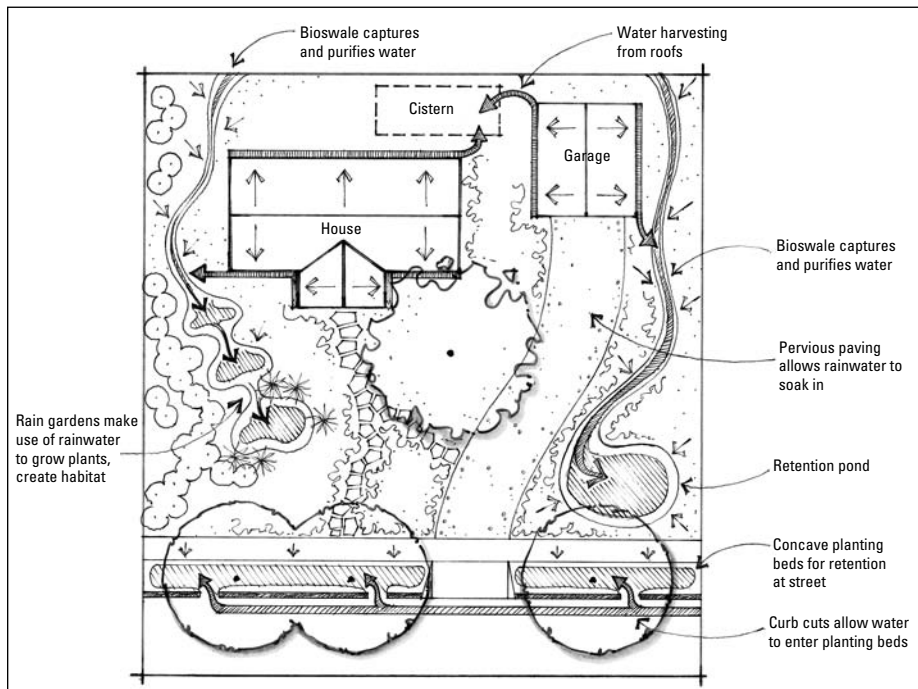 Bioswale captures
and purifies water
Water harvesting
from roofs
Cistern
Garage
House
Bioswale captures
and purifies water
Pervious paving
allows rainwater to
soak in
Rain gardens make
use of rainwater
to grow plants,
create habitat
Retention pond
Concave planting
beds for retention
at street
Curb cuts allow water
to enter planting beds